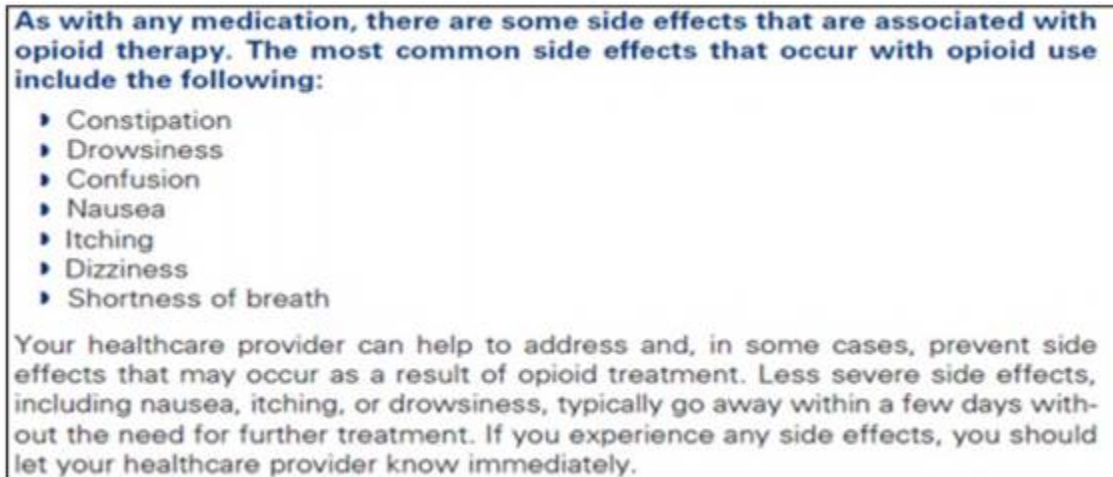 As with any medication, there are some side effects that are associated with
opioid therapy. The most common side effects that occur with opioid use
include the following:
Constipation
Drowsiness
Confusion
Nausea
Itching
Dizziness
Shortness of breath
Your healthcare provider can help to address and, in some cases, prevent side
effects that may occur as a result of opioid treatment. Less severe side effects,
including nausea, itching, or drowsiness, typically go away within a few days with-
out the need for further treatment. If you experience any side effects, you should
let your healthcare provider know immediately.